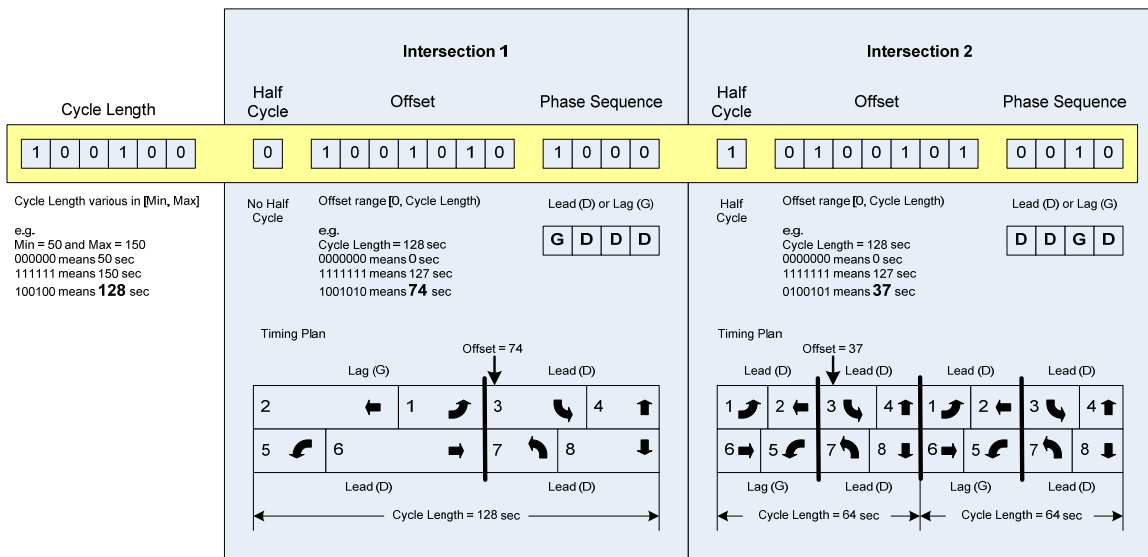 Intersection 1
Intersection 2
Cycle Length
Half Cycle
Offset
Phase Sequence
Half Cycle
Offset
Phase Sequence
1 0 0 1 0 0
0
1 0 0 1 0 1 0
1 0 0 0
1
0 1 0 0 1 0 1
0 0 1 0
Cycle Length various in [Min, Max]
e.g.
Min = 50 and Max = 150
000000 means 50 sec
111111 means 150 sec
100100 means 128 sec
No Half Cycle
Offset range [0, Cycle Length)
e.g.
Cycle Length = 128 sec
0000000 means 0 sec
1111111 means 127 sec
1001010 means 74 sec
Lead (D) or Lag (G)
G D D D
Half Cycle
Offset range [0, Cycle Length)
e.g.
Cycle Length = 128 sec
0000000 means 0 sec
1111111 means 127 sec
0100101 means 37 sec
Lead (D) or Lag (G)
D D G D
Timing Plan
Offset = 74
Lag (G)
Lead (D)
2 1 3 4
5 6 7 8
Lead (D)
Lead (D)
Cycle Length = 128 sec
Timing Plan
Offset = 37
Lead (D)
Lead (D)
Lead (D)
Lead (D)
1 2 3 4 1 2 3 4
6 5 7 8 6 5 7 8
Lag (G)
Lead (D)
Lag (G)
Lead (D)
Cycle Length = 64 sec
Cycle Length = 64 sec